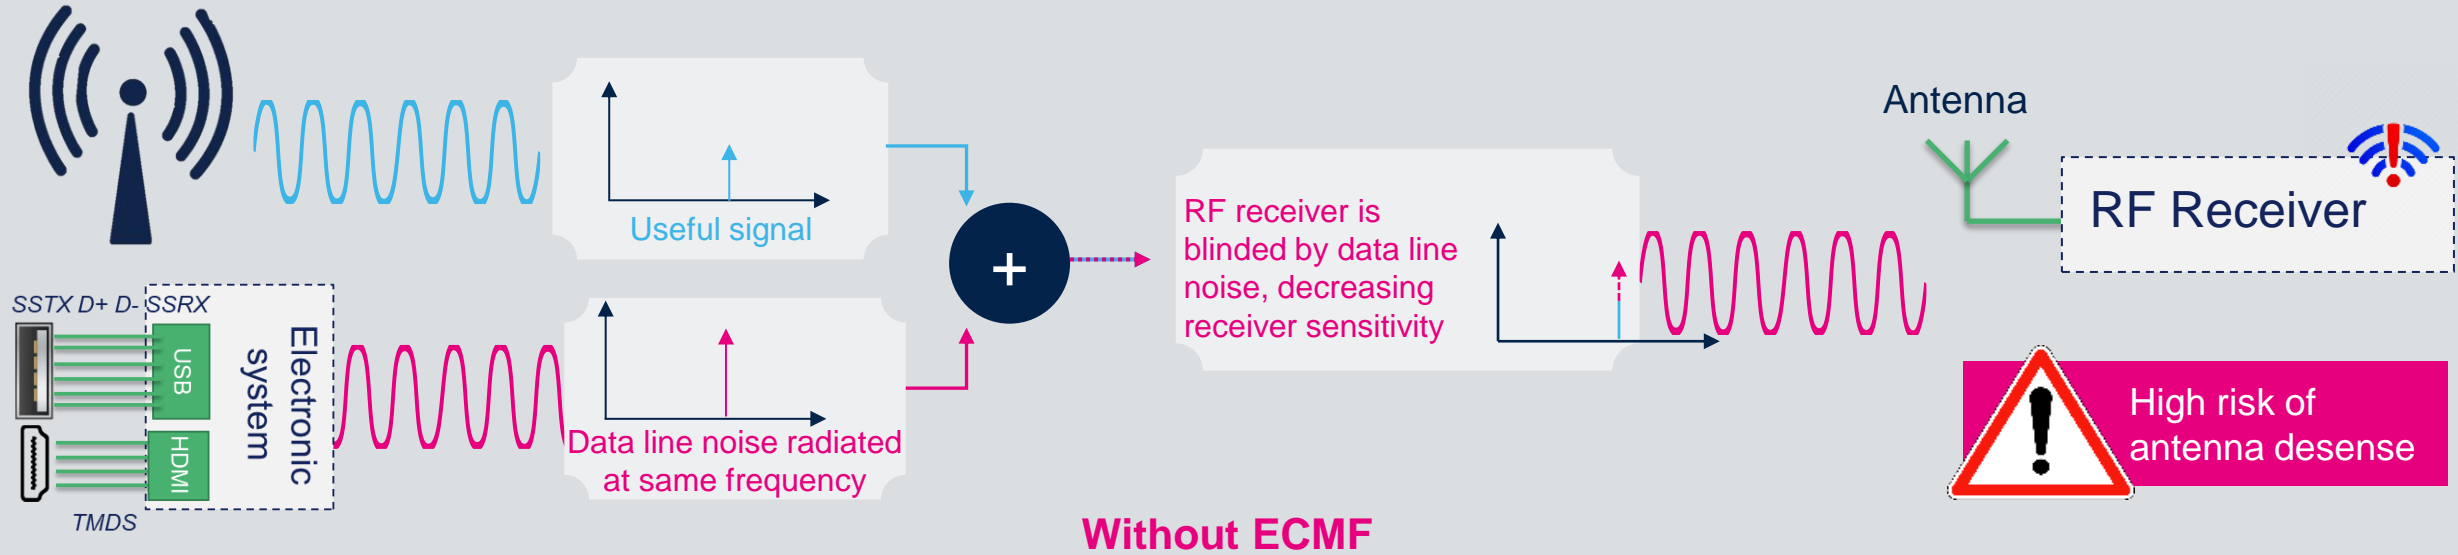 Useful signal
SSTX D+ D- SSRX
USB
HDMI
Electronic
system
TMDS
Data line noise radiated
at same frequency
+
RF receiver is
blinded by data line
noise, decreasing
receiver sensitivity
Antenna
RF Receiver
High risk of
antenna desense
Without ECMF